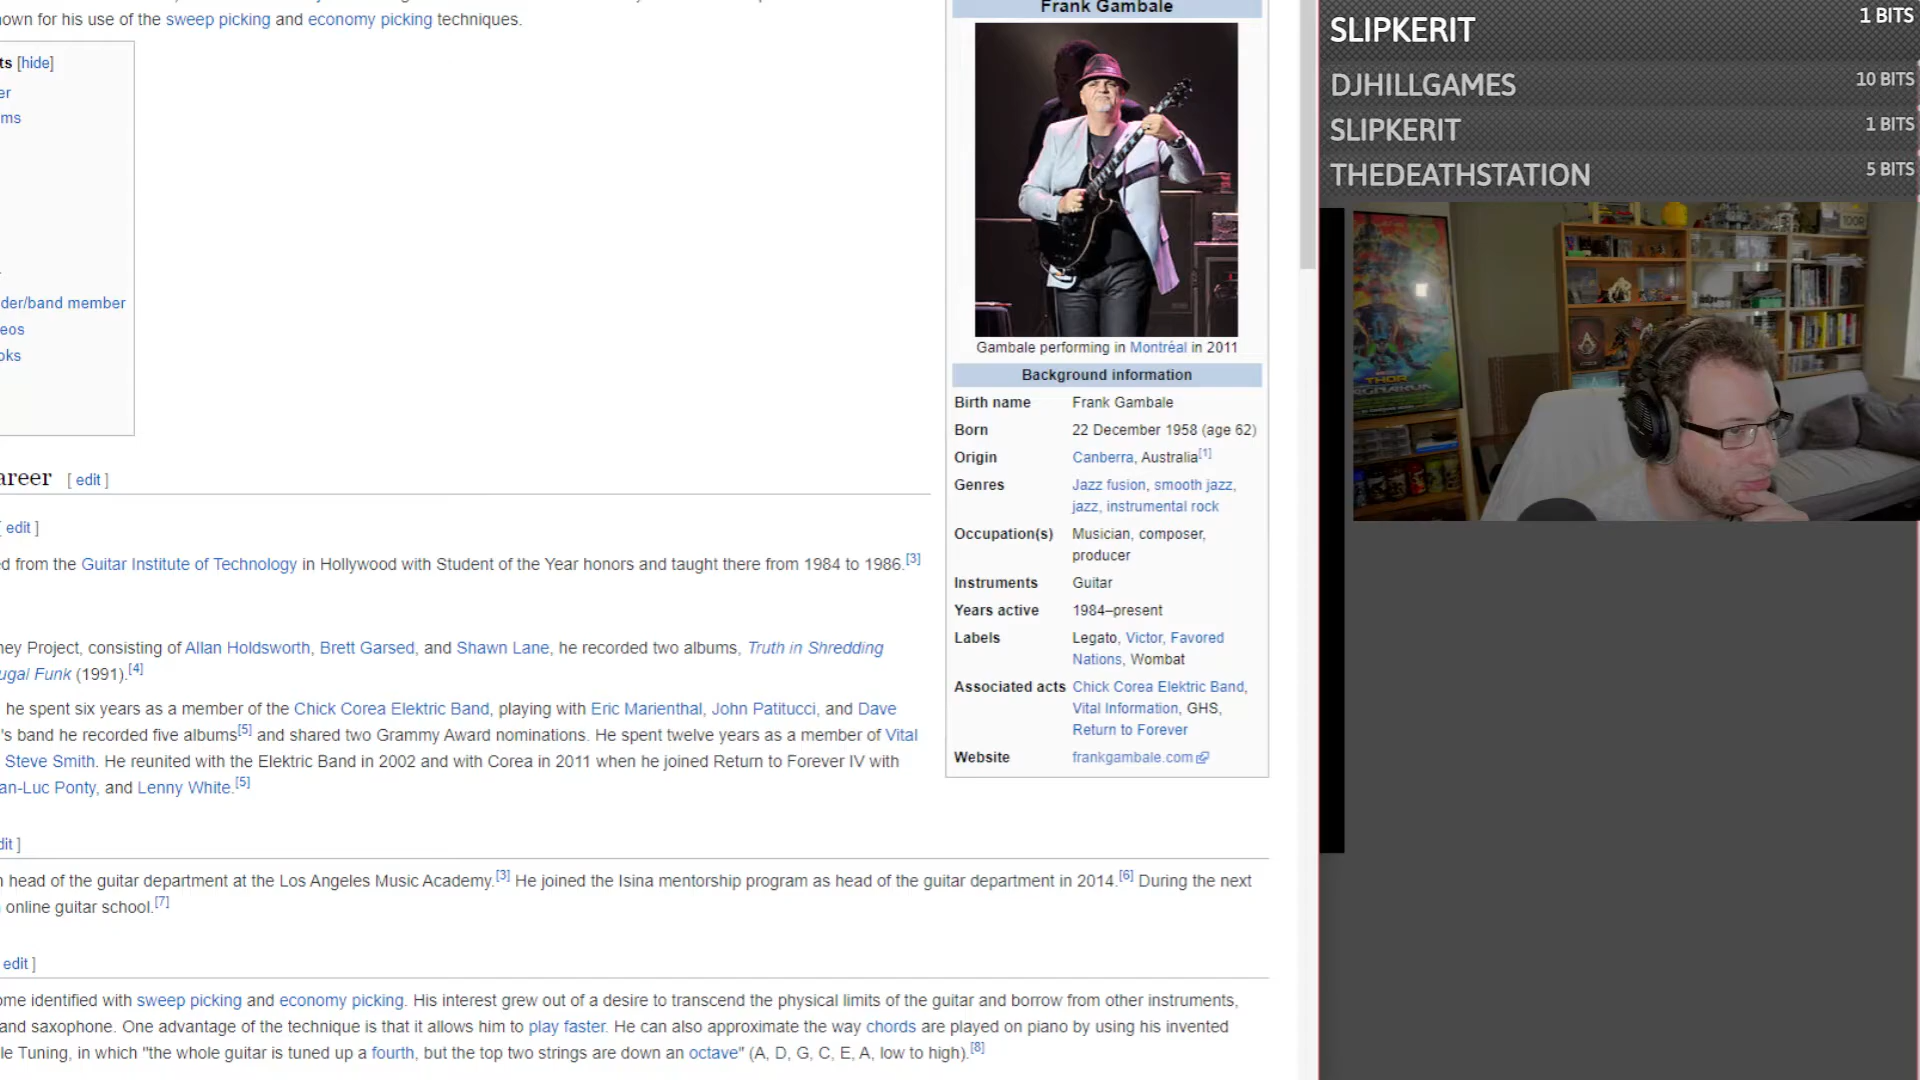 own for his use of the sweep picking and economy picking techniques.
ts [hide]
er
ms
der/band member
eos
oks
areer [ edit ]
[ edit ]
ed from the Guitar Institute of Technology in Hollywood with Student of the Year honors and taught there from 1984 to 1986.[3]
ney Project, consisting of Allan Holdsworth, Brett Garsed, and Shawn Lane, he recorded two albums, Truth in Shredding
ugal Funk (1991).[4]
he spent six years as a member of the Chick Corea Elektric Band, playing with Eric Marienthal, John Patitucci, and Dave
's band he recorded five albums[5] and shared two Grammy Award nominations. He spent twelve years as a member of Vital
Steve Smith. He reunited with the Elektric Band in 2002 and with Corea in 2011 when he joined Return to Forever IV with
an-Luc Ponty, and Lenny White.[5]
dit ]
n head of the guitar department at the Los Angeles Music Academy.[3] He joined the Isina mentorship program as head of the guitar department in 2014.[6] During the next
online guitar school.[7]
edit ]
ome identified with sweep picking and economy picking. His interest grew out of a desire to transcend the physical limits of the guitar and borrow from other instruments,
and saxophone. One advantage of the technique is that it allows him to play faster. He can also approximate the way chords are played on piano by using his invented
le Tuning, in which "the whole guitar is tuned up a fourth, but the top two strings are down an octave" (A, D, G, C, E, A, low to high).[8]
Frank Gambale
Gambale performing in Montréal in 2011
Background information
Birth name Frank Gambale
Born 22 December 1958 (age 62)
Origin Canberra, Australia[1]
Genres Jazz fusion, smooth jazz,
jazz, instrumental rock
Occupation(s) Musician, composer,
producer
Instruments Guitar
Years active 1984–present
Labels Legato, Victor, Favored
Nations, Wombat
Associated acts Chick Corea Elektric Band,
Vital Information, GHS,
Return to Forever
Website frankgambale.com
SLIPKERIT 1 BITS
DJHILLGAMES 10 BITS
SLIPKERIT 1 BITS
THEDEATHSTATION 5 BITS
THOR